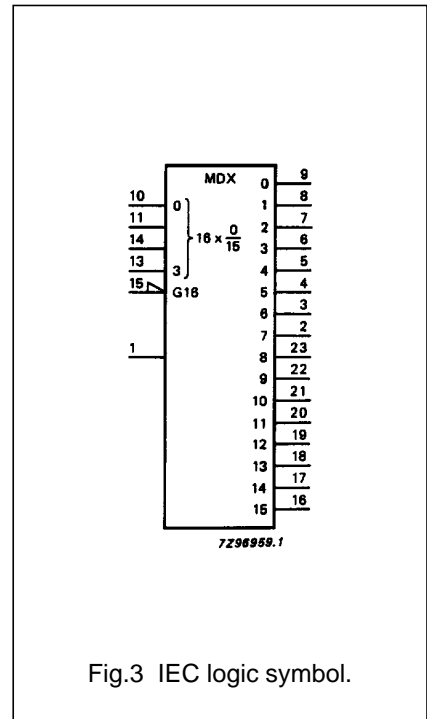 MDX
0 9
10 0 1 8
11 2 7
14 16 x 0/15 3 6
13 3 4 5
15 G16 5 4
6 3
7 2
1 8 23
9 22
10 21
11 20
12 19
13 18
14 17
15 16
7Z96959.1
Fig.3 IEC logic symbol.